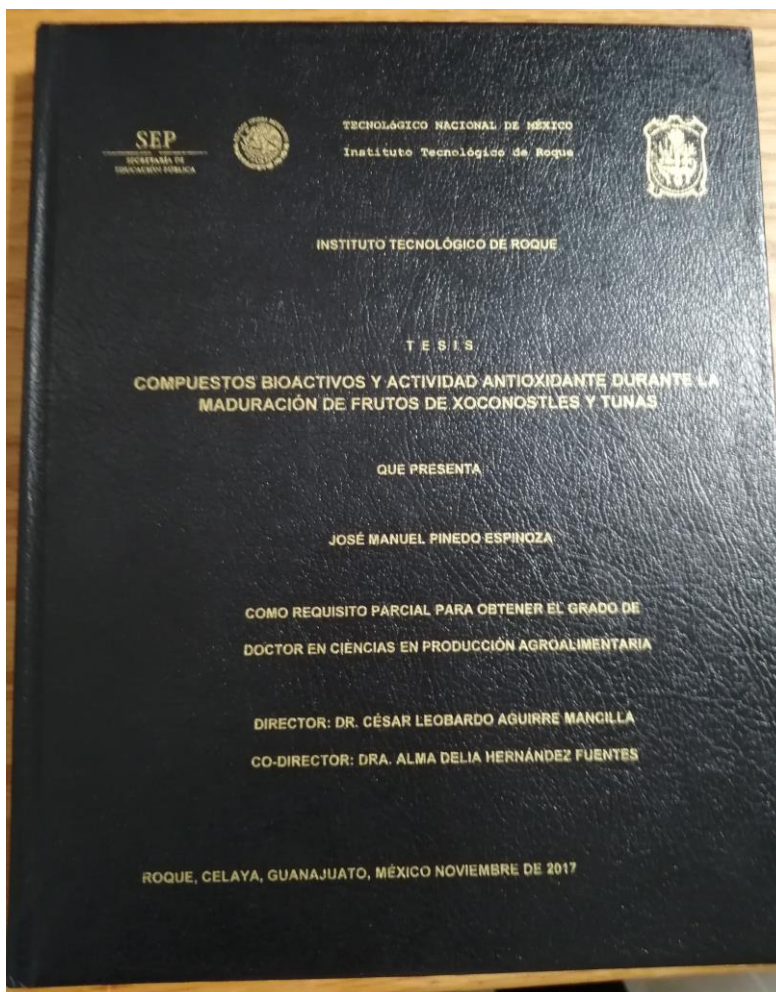 SEP
SECRETARÍA DE
EDUCACIÓN PÚBLICA
TECNOLÓGICO NACIONAL DE MÉXICO
Instituto Tecnológico de Roque
INSTITUTO TECNOLÓGICO DE ROQUE
T E S I S
COMPUESTOS BIOACTIVOS Y ACTIVIDAD ANTIOXIDANTE DURANTE LA
MADURACIÓN DE FRUTOS DE XOCONOSTLES Y TUNAS
QUE PRESENTA
JOSÉ MANUEL PINEDO ESPINOZA
COMO REQUISITO PARCIAL PARA OBTENER EL GRADO DE
DOCTOR EN CIENCIAS EN PRODUCCIÓN AGROALIMENTARIA
DIRECTOR: DR. CÉSAR LEOBARDO AGUIRRE MANCILLA
CO-DIRECTOR: DRA. ALMA DELIA HERNÁNDEZ FUENTES
ROQUE, CELAYA, GUANAJUATO, MÉXICO NOVIEMBRE DE 2017